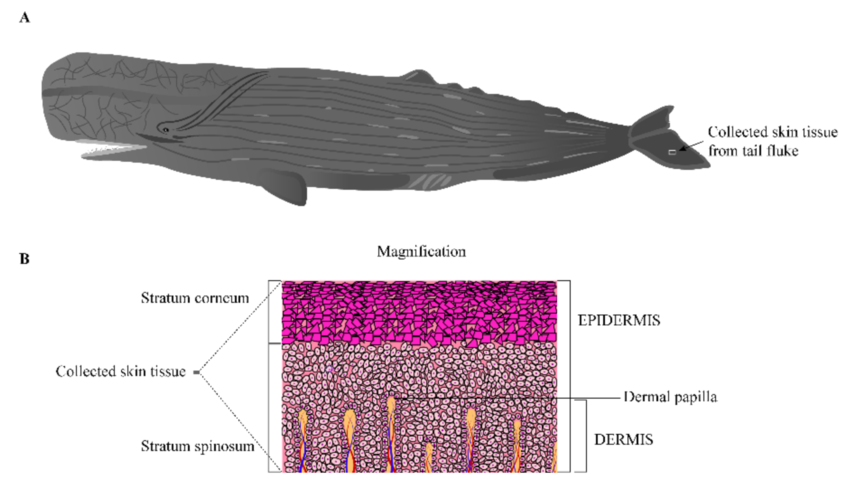 A
Collected skin tissue
from tail fluke
B
Magnification
Stratum corneum
EPIDERMIS
Collected skin tissue
Dermal papilla
DERMIS
Stratum spinosum